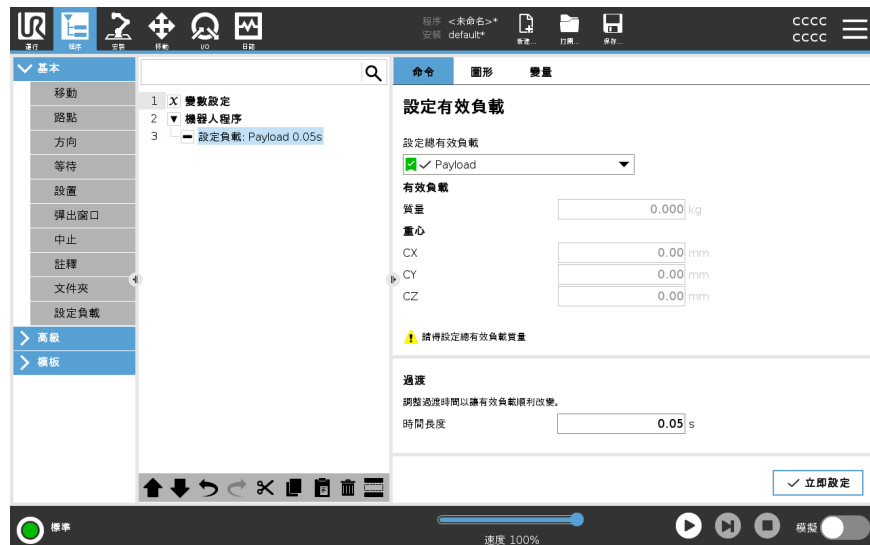 程序 <未命名>*
安裝 default*
cccc
cccc
UR
運行
程序
安裝
移動
I/O
日誌
新建...
打開...
保存...
基本
移動
路點
方向
等待
設置
彈出窗口
中止
註釋
文件夾
設定負載
高級
模板
1 X 變數設定
2 ▼ 機器人程序
3 設定負載: Payload 0.05s
命令 圖形 變量
設定有效負載
設定總有效負載
Payload
有效負載
質量 0.000 kg
重心
CX 0.00 mm
CY 0.00 mm
CZ 0.00 mm
請得設定總有效負載質量
過渡
調整過渡時間以讓有效負載順利改變。
時間長度 0.05 s
立即設定
標準
速度 100%
模擬